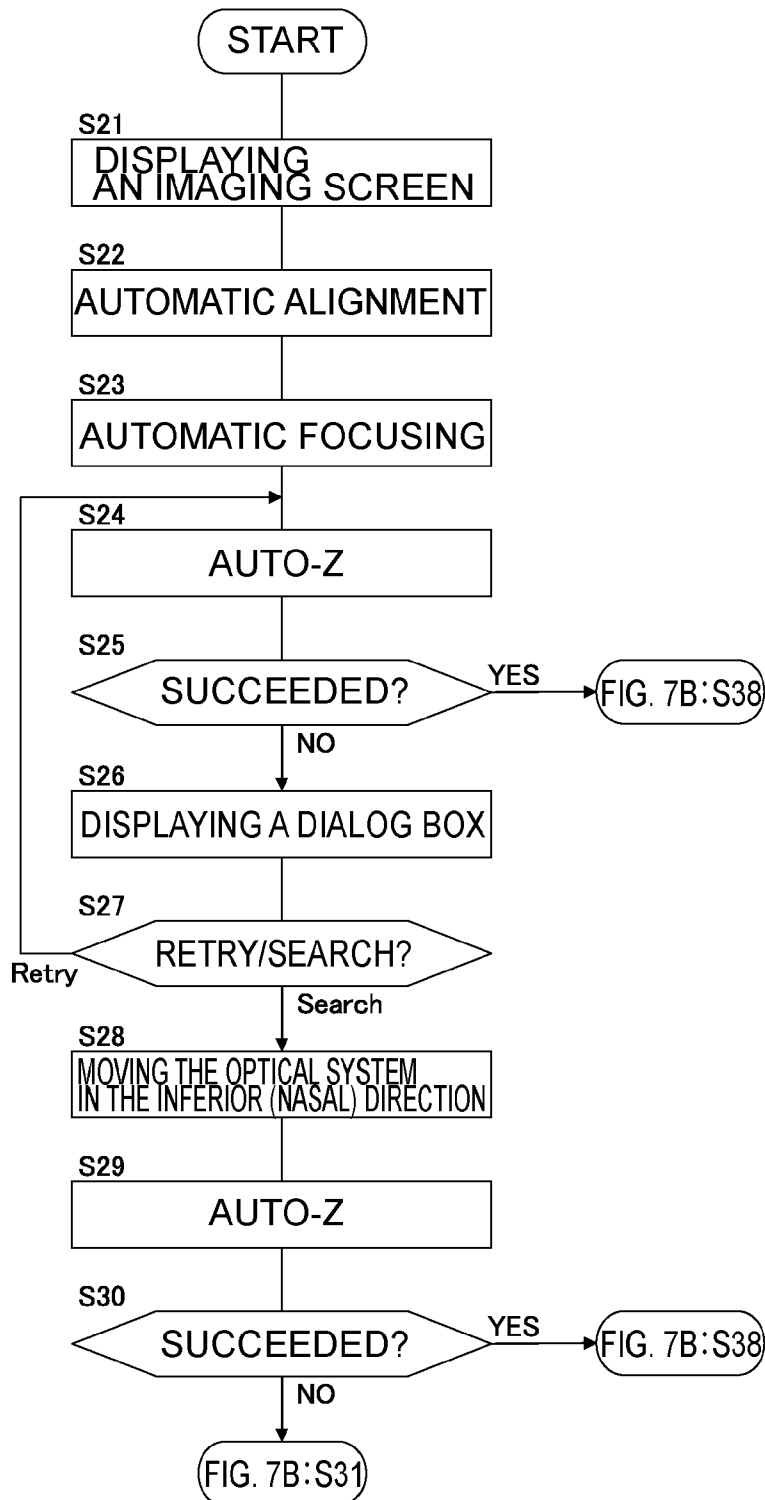 START
S21
DISPLAYING
AN IMAGING SCREEN
S22
AUTOMATIC ALIGNMENT
S23
AUTOMATIC FOCUSING
S24
AUTO-Z
S25
SUCCEEDED?
YES
FIG. 7B:S38
NO
S26
DISPLAYING A DIALOG BOX
S27
RETRY/SEARCH?
Retry
Search
S28
MOVING THE OPTICAL SYSTEM
IN THE INFERIOR (NASAL) DIRECTION
S29
AUTO-Z
S30
SUCCEEDED?
YES
FIG. 7B:S38
NO
FIG. 7B:S31